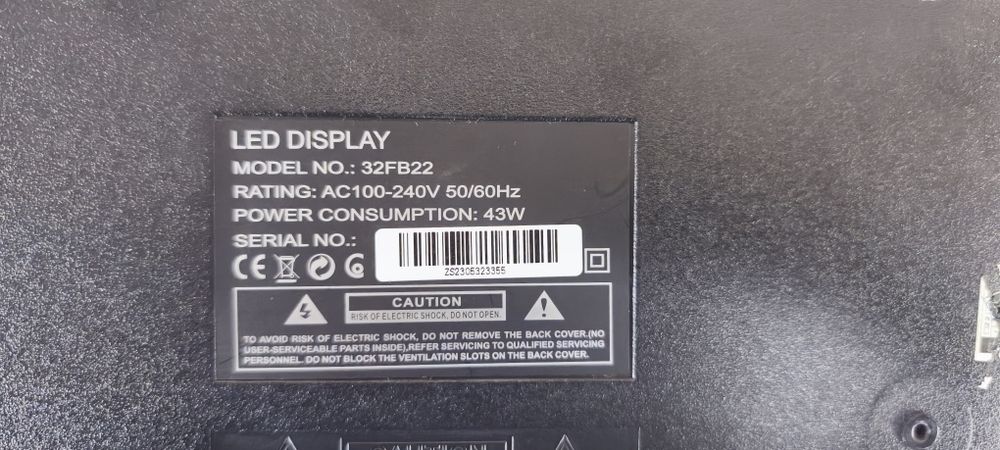 LED DISPLAY
MODEL NO.: 32FB22
RATING: AC100-240V 50/60Hz
POWER CONSUMPTION: 43W
SERIAL NO.:
ZS2305323355
CE
CAUTION
RISK OF ELECTRIC SHOCK, DO NOT OPEN.
TO AVOID RISK OF ELECTRIC SHOCK, DO NOT REMOVE THE BACK COVER.(NO
USER-SERVICEABLE PARTS INSIDE),REFER SERVICING TO QUALIFIED SERVICING
PERSONNEL. DO NOT BLOCK THE VENTILATION SLOTS ON THE BACK COVER.